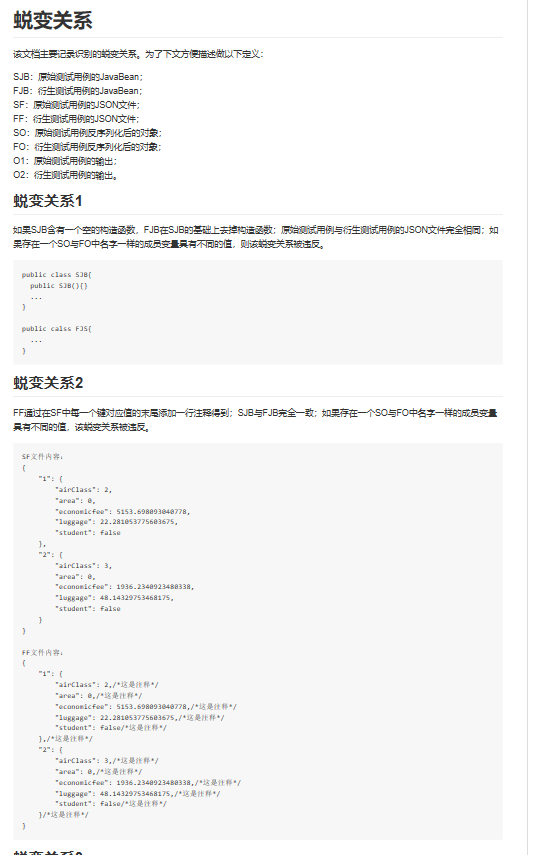 蜕变关系
该文档主要记录识别的蜕变关系。为了下文方便描述做以下定义：
SJB：原始测试用例的JavaBean；
FJB：衍生测试用例的JavaBean；
SF：原始测试用例的JSON文件；
FF：衍生测试用例的JSON文件；
SO：原始测试用例反序列化后的对象；
FO：衍生测试用例反序列化后的对象；
O1：原始测试用例的输出；
O2：衍生测试用例的输出。
蜕变关系1
如果SJB含有一个空的构造函数，FJB在SJB的基础上去掉构造函数；原始测试用例与衍生测试用例的JSON文件完全相同；如
果存在一个SO与FO中名字一样的成员变量具有不同的值，则该蜕变关系被违反。
public class SJB{
public SJB(){}
...
}
public calss FJS{
...
}
蜕变关系2
FF通过在SF中每一个键对应值的末尾添加一行注释得到；SJB与FJB完全一致；如果存在一个SO与FO中名字一样的成员变量
具有不同的值，该蜕变关系被违反。
SF文件内容：
{
"1": {
"airClass": 2,
"area": 0,
"economicfee": 5153.698093040778,
"luggage": 22.281053775603675,
"student": false
},
"2": {
"airClass": 3,
"area": 0,
"economicfee": 1936.2340923480338,
"luggage": 48.14329753468175,
"student": false
}
}
FF文件内容：
{
"1": {
"airClass": 2,/*这是注释*/
"area": 0,/*这是注释*/
"economicfee": 5153.698093040778,/*这是注释*/
"luggage": 22.281053775603675,/*这是注释*/
"student": false/*这是注释*/
},/*这是注释*/
"2": {
"airClass": 3,/*这是注释*/
"area": 0,/*这是注释*/
"economicfee": 1936.2340923480338,/*这是注释*/
"luggage": 48.14329753468175,/*这是注释*/
"student": false/*这是注释*/
}/*这是注释*/
}